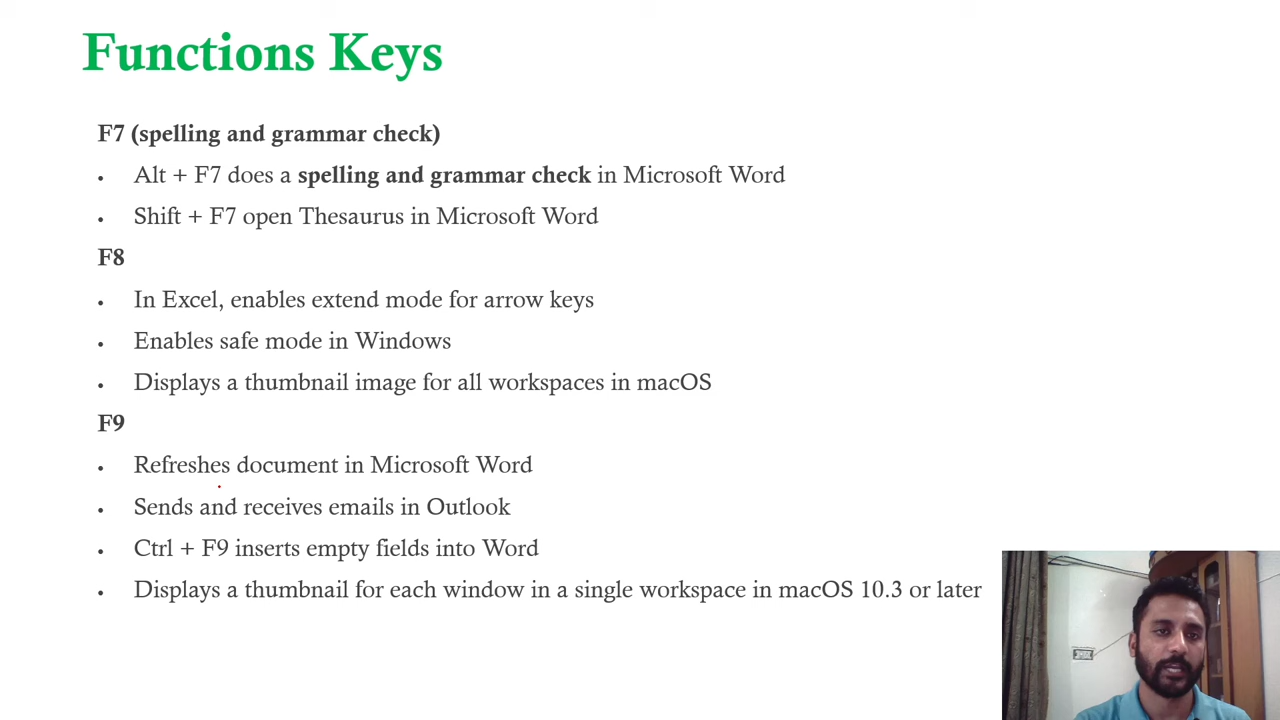 Functions Keys
F7 (spelling and grammar check)
• Alt + F7 does a spelling and grammar check in Microsoft Word
• Shift + F7 open Thesaurus in Microsoft Word
F8
• In Excel, enables extend mode for arrow keys
• Enables safe mode in Windows
• Displays a thumbnail image for all workspaces in macOS
F9
• Refreshes document in Microsoft Word
• Sends and receives emails in Outlook
• Ctrl + F9 inserts empty fields into Word
• Displays a thumbnail for each window in a single workspace in macOS 10.3 or later